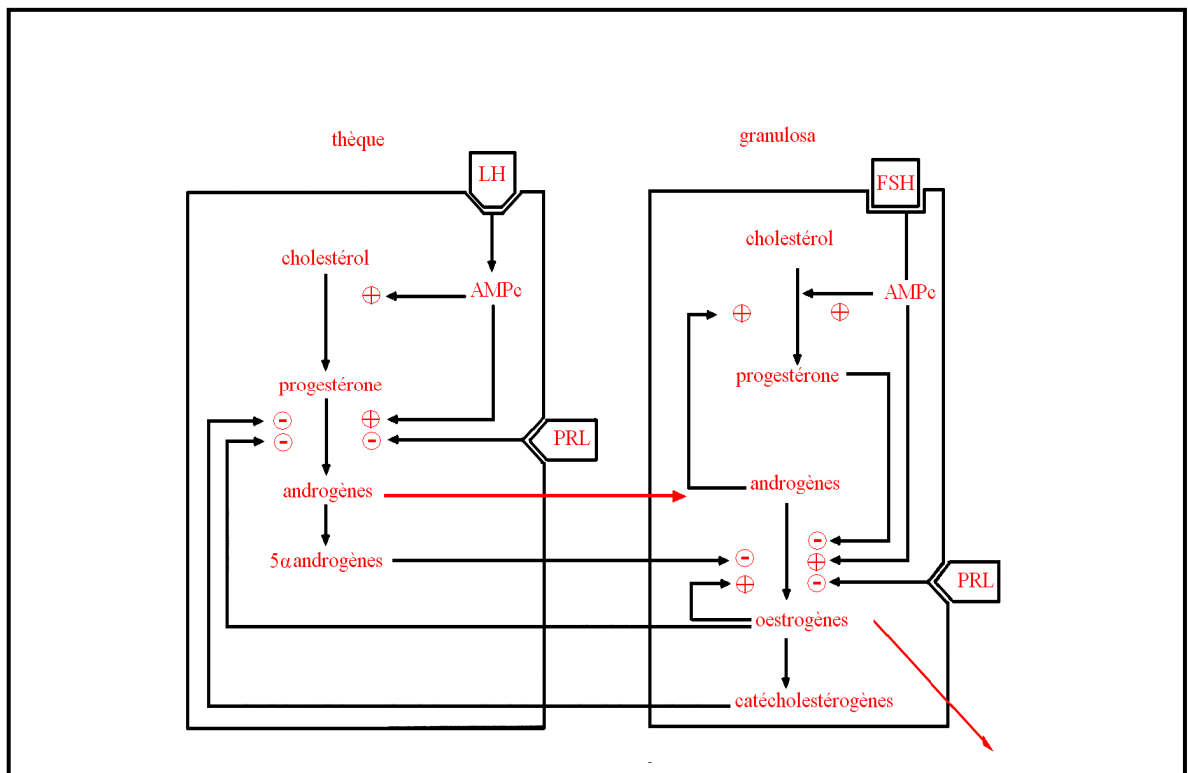 thèque
granulosa
LH
FSH
cholestérol
AMPc
+
progestérone
-
+
-
-
PRL
androgènes
5α androgènes
cholestérol
AMPc
+
+
progestérone
androgènes
-
-
+
+
-
PRL
oestrogènes
catécholestérogènes